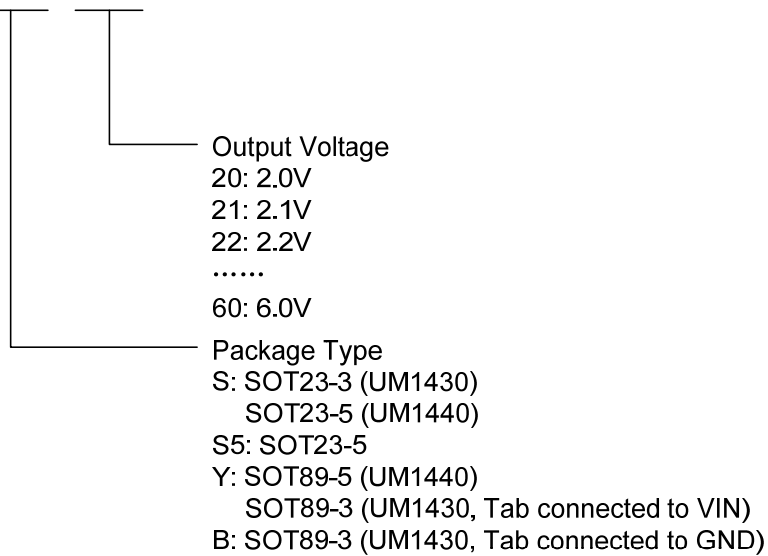 Output Voltage
20: 2.0V
21: 2.1V
22: 2.2V
……
60: 6.0V
Package Type
S: SOT23-3 (UM1430)
SOT23-5 (UM1440)
S5: SOT23-5
Y: SOT89-5 (UM1440)
SOT89-3 (UM1430, Tab connected to VIN)
B: SOT89-3 (UM1430, Tab connected to GND)